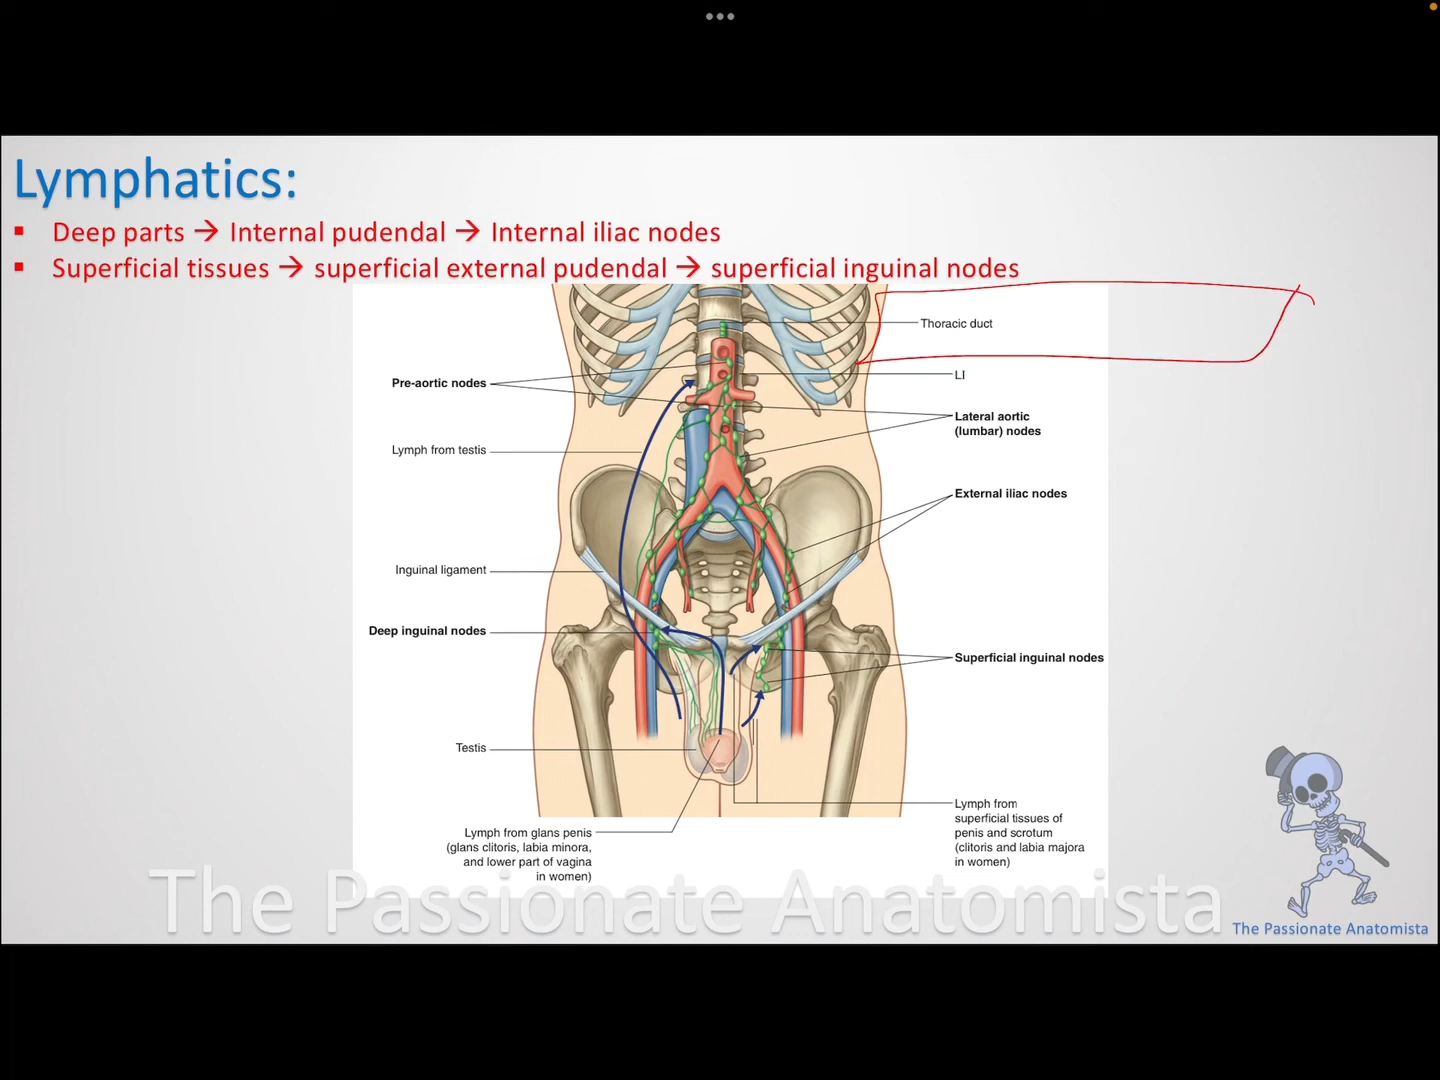 Lymphatics:
▪ Deep parts → Internal pudendal → Internal iliac nodes
▪ Superficial tissues → superficial external pudendal → superficial inguinal nodes
Thoracic duct
Pre-aortic nodes
LI
Lateral aortic
(lumbar) nodes
Lymph from testis
External iliac nodes
Inguinal ligament
Deep inguinal nodes
Superficial inguinal nodes
Testis
Lymph from glans penis
(glans clitoris, labia minora,
and lower part of vagina
in women)
Lymph from
superficial tissues of
penis and scrotum
(clitoris and labia majora
in women)
The Passionate Anatomista
The Passionate Anatomista